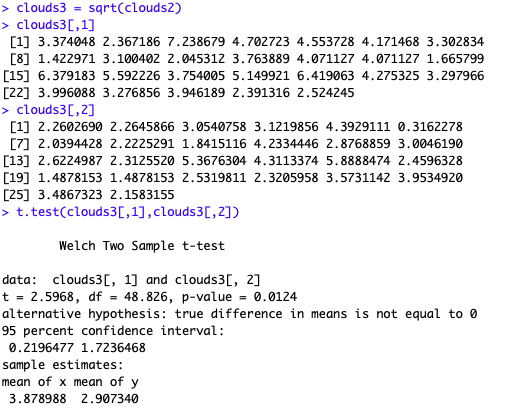 > clouds3 = sqrt(clouds2)
> clouds3[,1]
[1] 3.374048 2.367186 7.238679 4.702723 4.553728 4.171468 3.302834
[8] 1.422971 3.100402 2.045312 3.763889 4.071127 4.071127 1.665799
[15] 6.379183 5.592226 3.754005 5.149921 6.419063 4.275325 3.297966
[22] 3.996088 3.276856 3.946189 2.391316 2.524245
> clouds3[,2]
[1] 2.2602690 2.2645866 3.0540758 3.1219856 4.3929111 0.3162278
[7] 2.0394428 2.2225291 1.8415116 4.2334446 2.8768859 3.0046190
[13] 2.6224987 2.3125520 5.3676304 4.3113374 5.8888474 2.4596328
[19] 1.4878153 1.4878153 2.5319811 2.3205958 3.5731142 3.9534920
[25] 3.4867323 2.1583155
> t.test(clouds3[,1],clouds3[,2])
Welch Two Sample t-test
data:  clouds3[, 1] and clouds3[, 2]
t = 2.5968, df = 48.826, p-value = 0.0124
alternative hypothesis: true difference in means is not equal to 0
95 percent confidence interval:
0.2196477 1.7236468
sample estimates:
mean of x mean of y
3.878988  2.907340